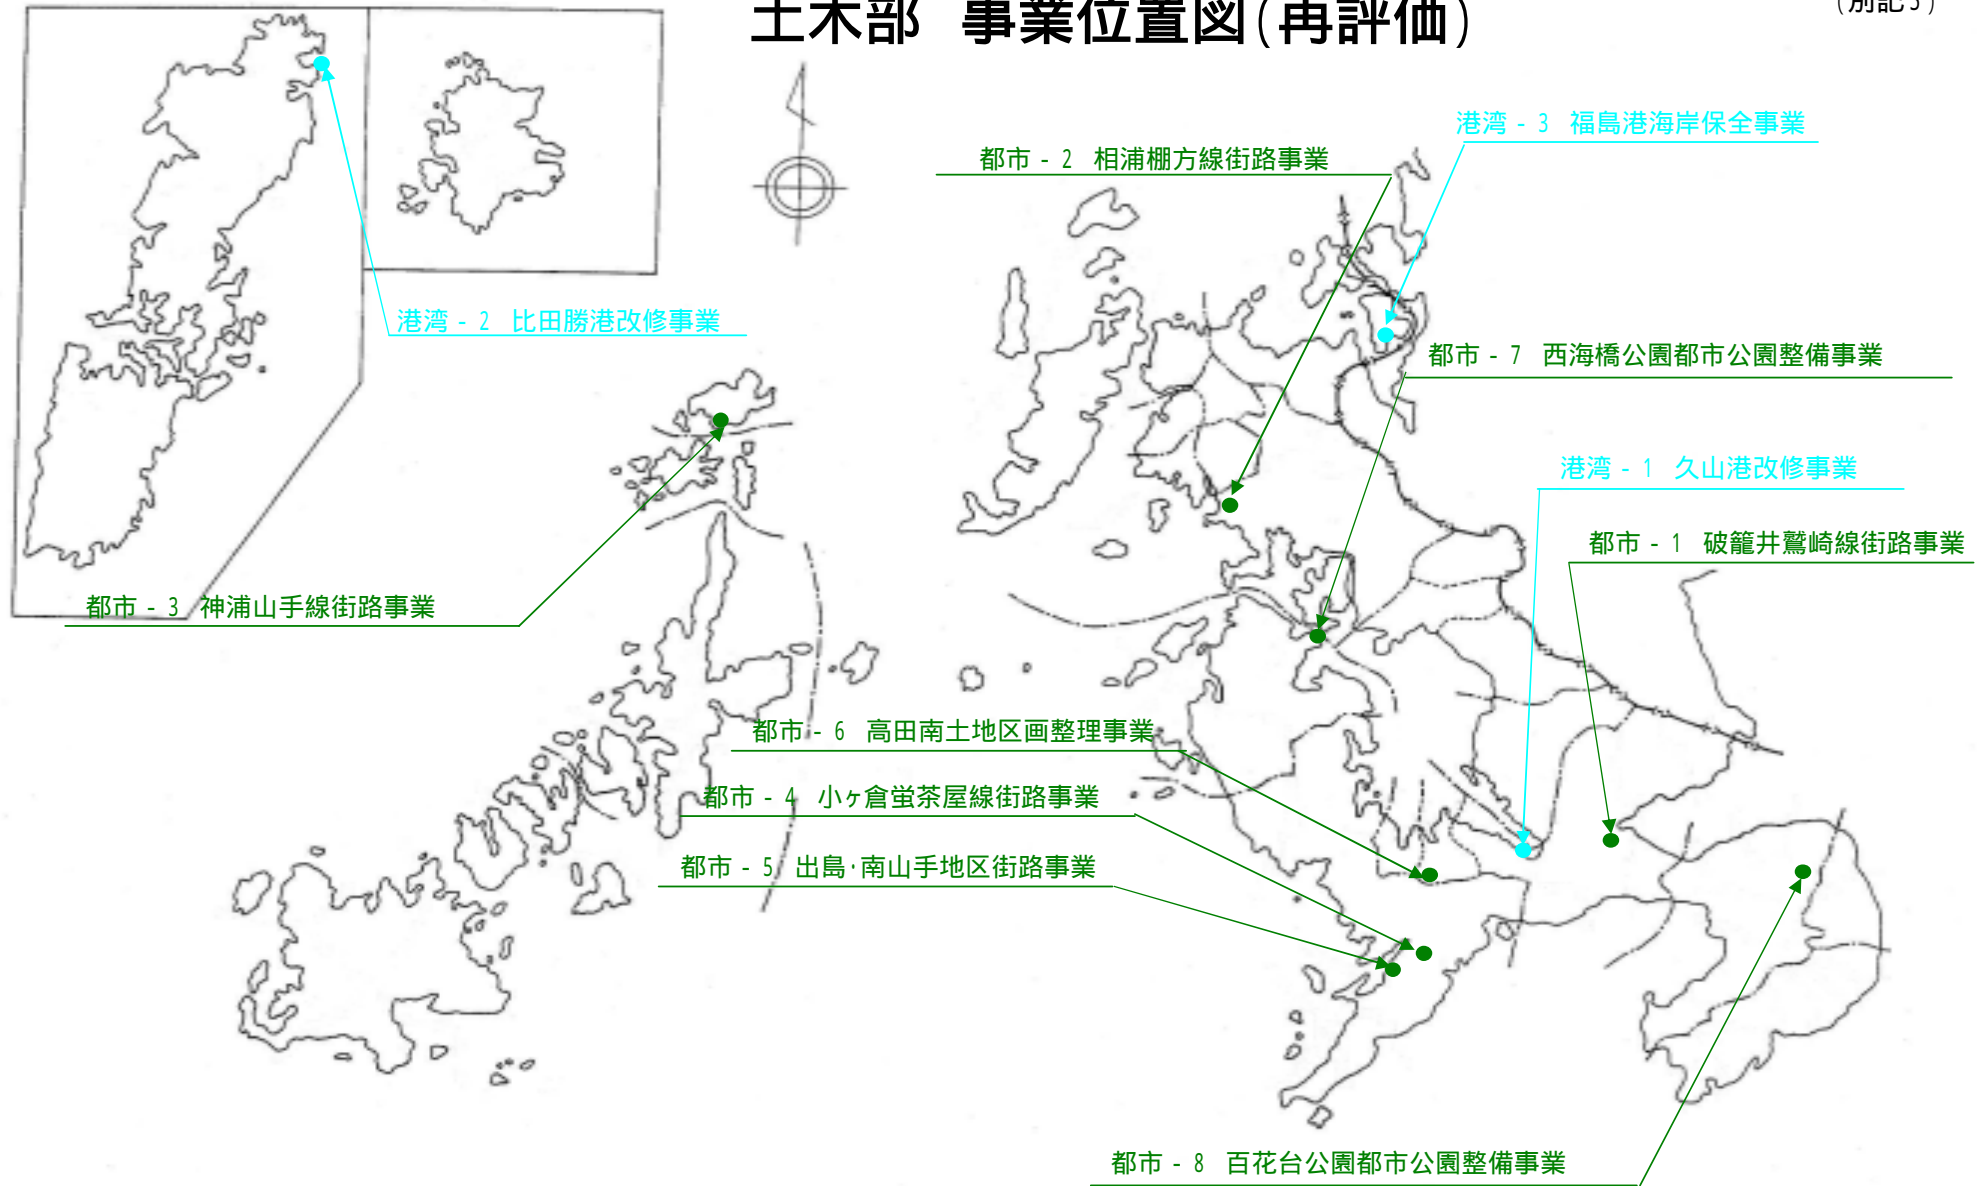 土木部 事業位置図(再評価)
(別記3)
港湾 - 3 福島港海岸保全事業
都市 - 2 相浦棚方線街路事業
港湾 - 2 比田勝港改修事業
都市 - 7 西海橋公園都市公園整備事業
港湾 - 1 久山港改修事業
都市 - 1 破籠井鷲崎線街路事業
都市 - 3 神浦山手線街路事業
都市 - 6 高田南土地区画整理事業
都市 - 4 小ヶ倉蛍茶屋線街路事業
都市 - 5 出島・南山手地区街路事業
都市 - 8 百花台公園都市公園整備事業